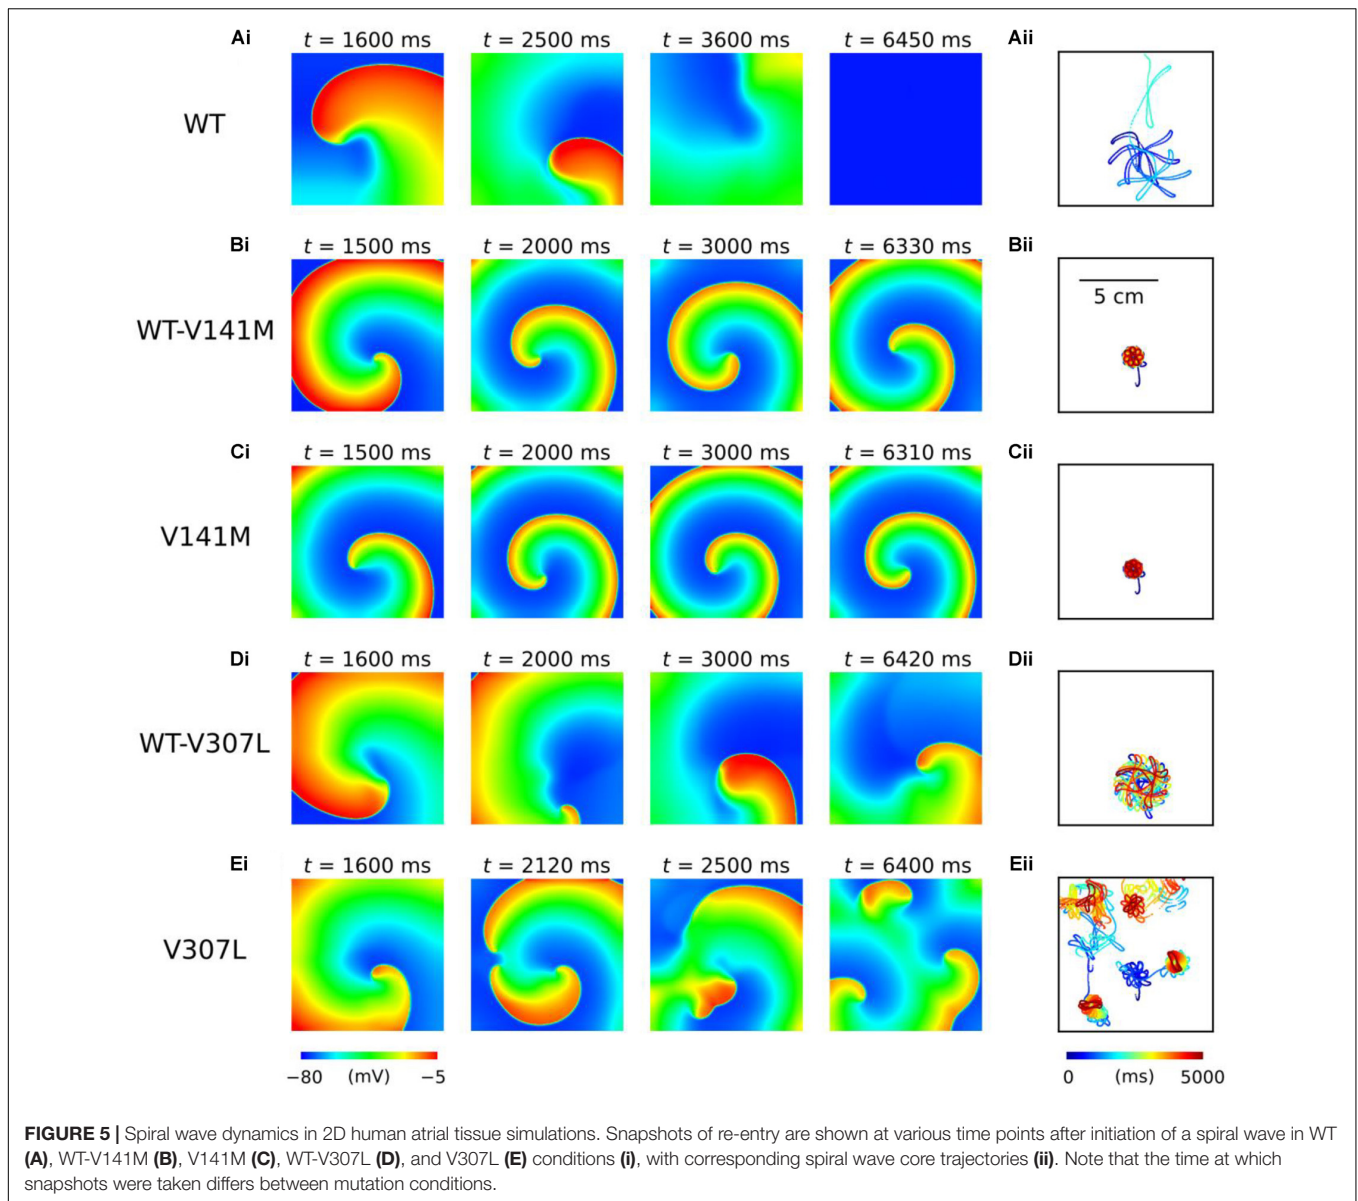 Ai
t = 1600 ms
t = 2500 ms
t = 3600 ms
t = 6450 ms
Aii
WT
Bi
t = 1500 ms
t = 2000 ms
t = 3000 ms
t = 6330 ms
Bii
WT-V141M
5 cm
Ci
t = 1500 ms
t = 2000 ms
t = 3000 ms
t = 6310 ms
Cii
V141M
Di
t = 1600 ms
t = 2000 ms
t = 3000 ms
t = 6420 ms
Dii
WT-V307L
Ei
t = 1600 ms
t = 2120 ms
t = 2500 ms
t = 6400 ms
Eii
V307L
−80 (mV) −5
0 (ms) 5000
FIGURE 5 | Spiral wave dynamics in 2D human atrial tissue simulations. Snapshots of re-entry are shown at various time points after initiation of a spiral wave in WT
(A), WT-V141M (B), V141M (C), WT-V307L (D), and V307L (E) conditions (i), with corresponding spiral wave core trajectories (ii). Note that the time at which
snapshots were taken differs between mutation conditions.